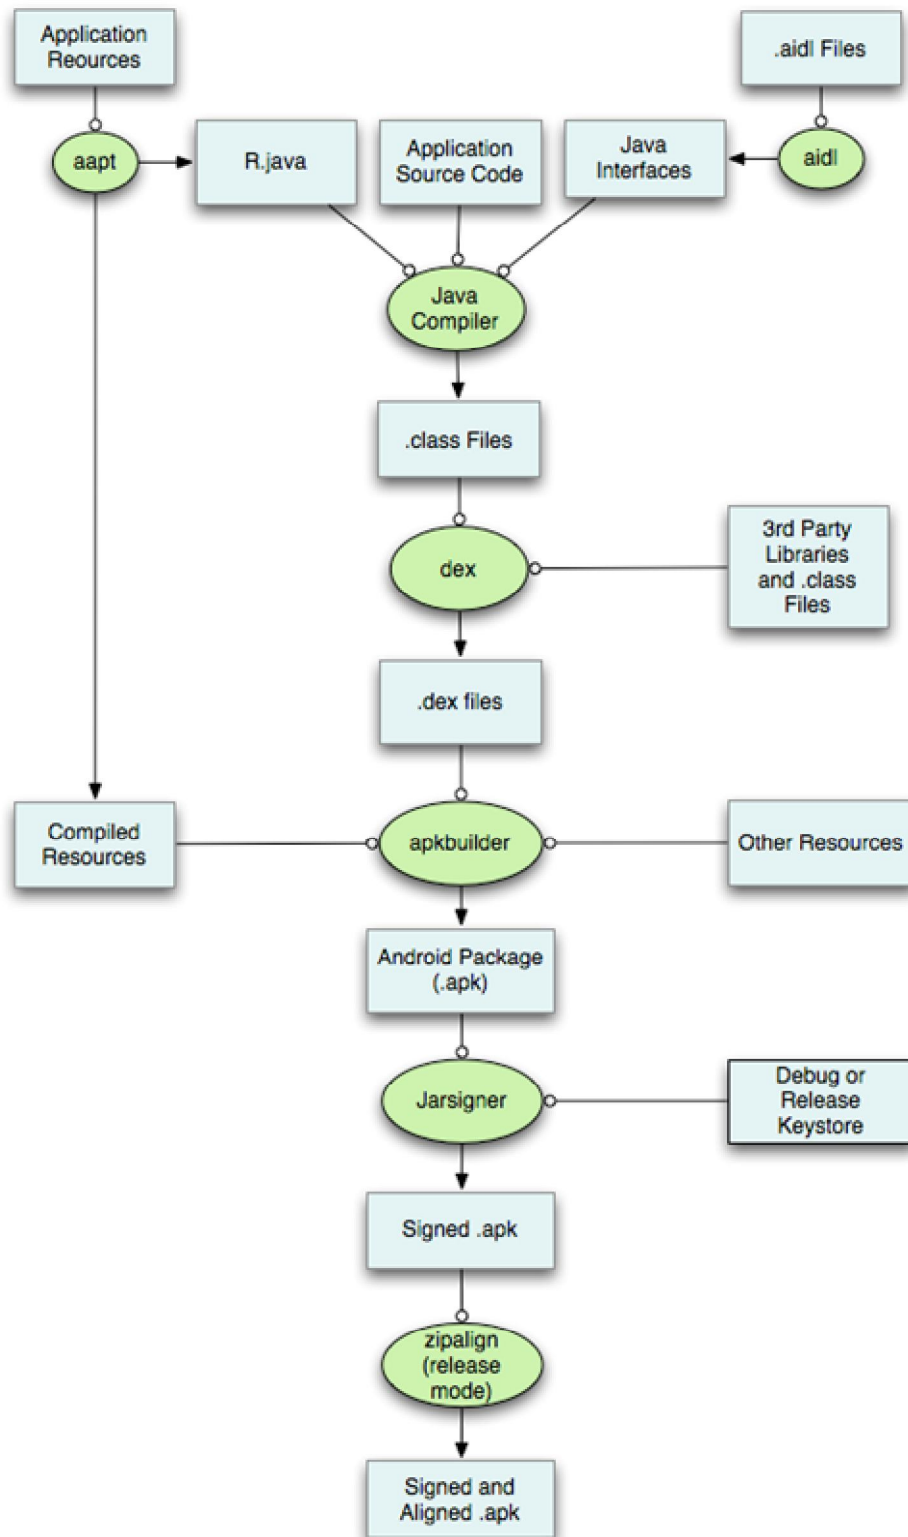 Application
Reources
.aidl Files
aapt
R.java
Application
Source Code
Java
Interfaces
aidl
Java
Compiler
.class Files
dex
3rd Party
Libraries
and .class
Files
.dex files
Compiled
Resources
apkbuilder
Other Resources
Android Package
(.apk)
Jarsigner
Debug or
Release
Keystore
Signed .apk
zipalign
(release
mode)
Signed and
Aligned .apk